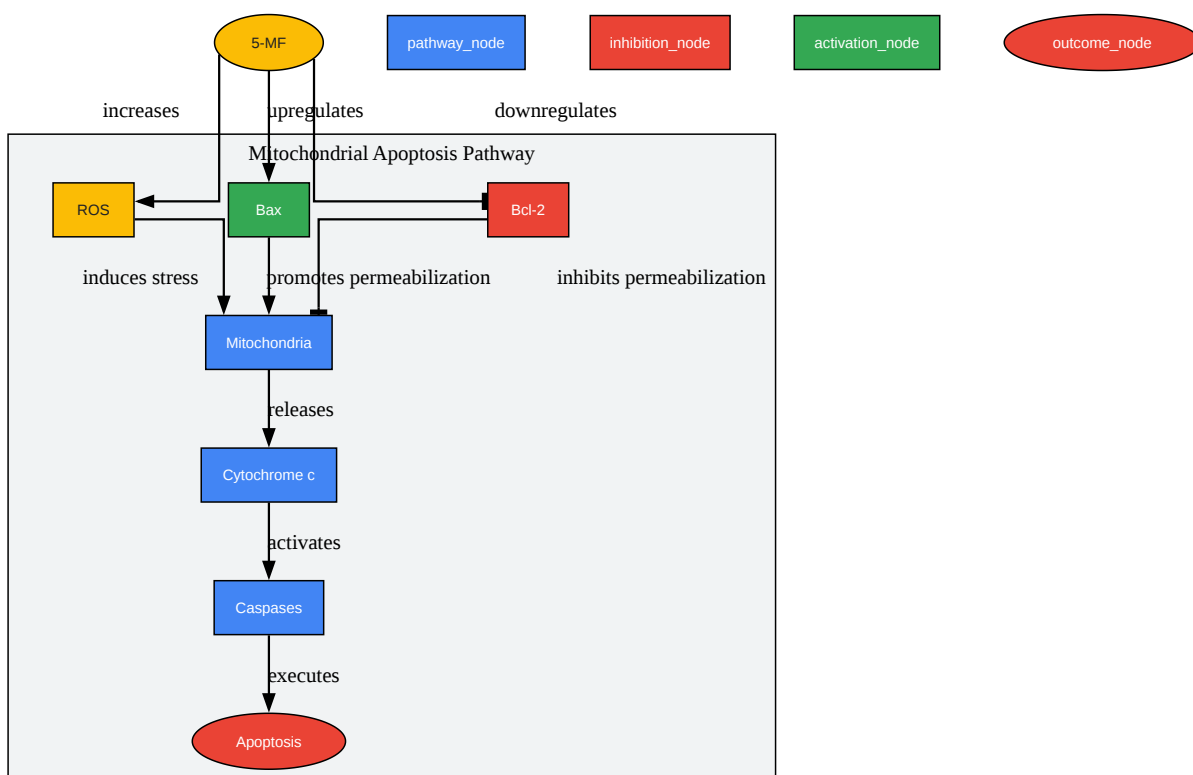 5-MF
pathway_node
inhibition_node
activation_node
outcome_node
increases
upregulates
downregulates
Mitochondrial Apoptosis Pathway
ROS
Bax
Bcl-2
induces stress
promotes permeabilization
inhibits permeabilization
Mitochondria
releases
Cytochrome c
activates
Caspases
executes
Apoptosis